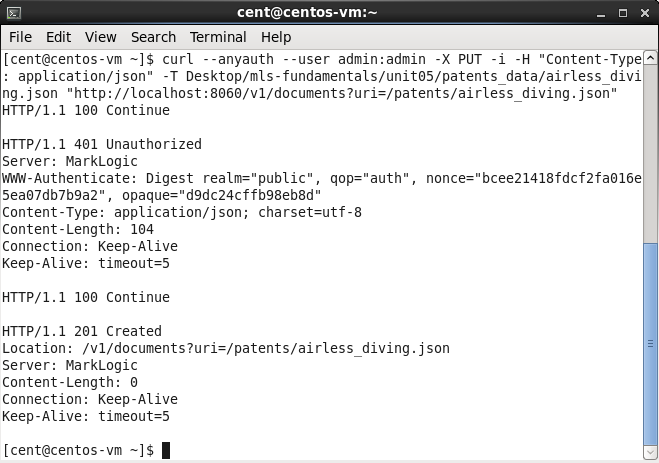 cent@centos-vm:~
File Edit View Search Terminal Help
[cent@centos-vm ~]$ curl --anyauth --user admin:admin -X PUT -i -H "Content-Type
: application/json" -T Desktop/mls-fundamentals/unit05/patents_data/airless_divi
ng.json "http://localhost:8060/v1/documents?uri=/patents/airless_diving.json"
HTTP/1.1 100 Continue
HTTP/1.1 401 Unauthorized
Server: MarkLogic
WWW-Authenticate: Digest realm="public", qop="auth", nonce="bcee21418fdcf2fa016e
5ea07db7b9a2", opaque="d9dc24cffb98eb8d"
Content-Type: application/json; charset=utf-8
Content-Length: 104
Connection: Keep-Alive
Keep-Alive: timeout=5
HTTP/1.1 100 Continue
HTTP/1.1 201 Created
Location: /v1/documents?uri=/patents/airless_diving.json
Server: MarkLogic
Content-Length: 0
Connection: Keep-Alive
Keep-Alive: timeout=5
[cent@centos-vm ~]$